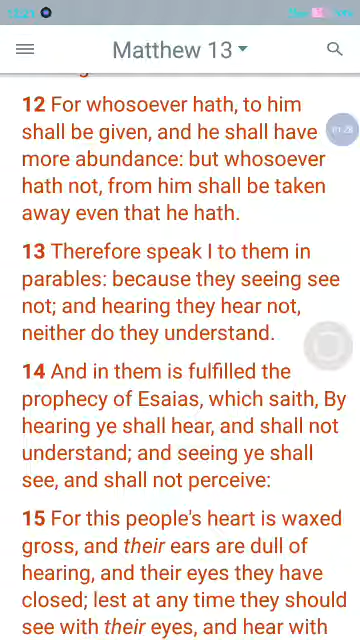 12:21
Matthew 13
01:28
12 For whosoever hath, to him
shall be given, and he shall have
more abundance: but whosoever
hath not, from him shall be taken
away even that he hath.
13 Therefore speak I to them in
parables: because they seeing see
not; and hearing they hear not,
neither do they understand.
14 And in them is fulfilled the
prophecy of Esaias, which saith, By
hearing ye shall hear, and shall not
understand; and seeing ye shall
see, and shall not perceive:
15 For this people's heart is waxed
gross, and their ears are dull of
hearing, and their eyes they have
closed; lest at any time they should
see with their eyes, and hear with